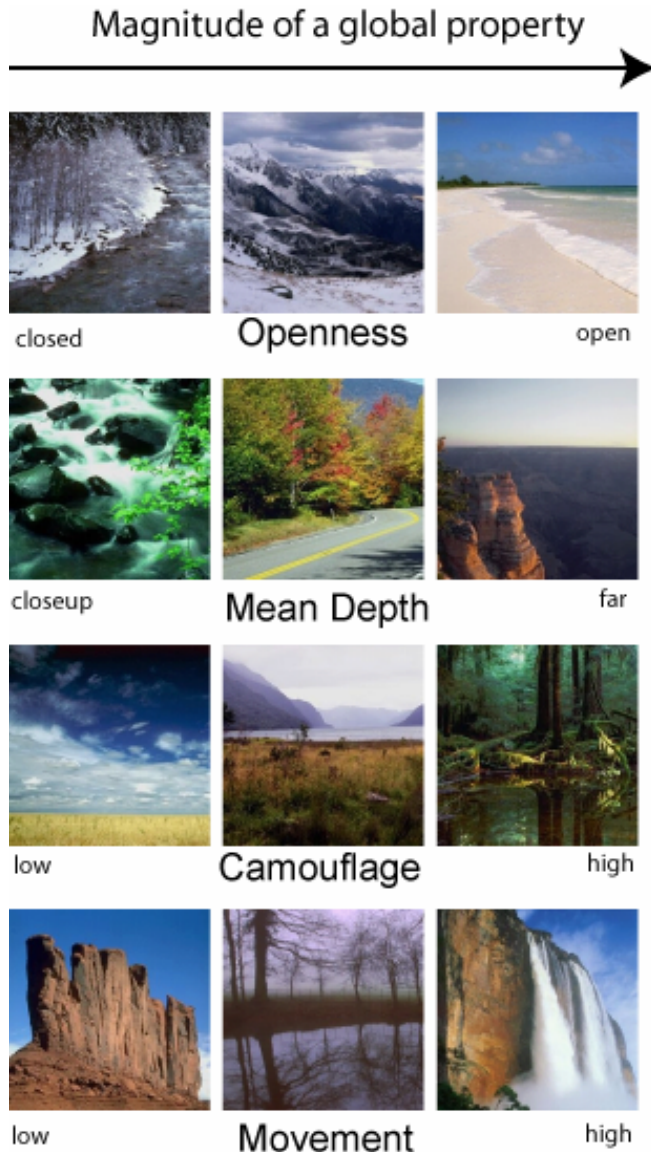 Magnitude of a global property
closed Openness open
closeup Mean Depth far
low Camouflage high
low Movement high